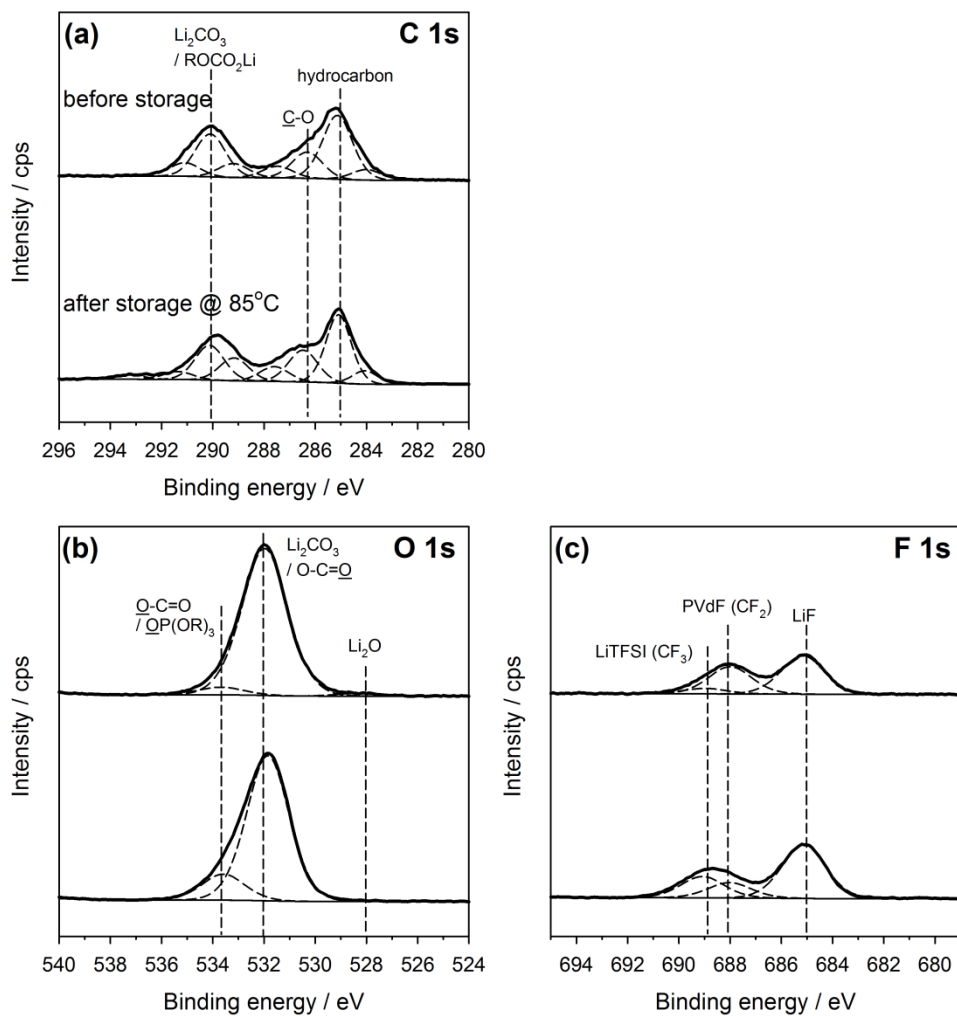 (a)
C 1s
Li₂CO₃
/ ROCO₂Li
hydrocarbon
before storage
C-O
after storage @ 85°C
Intensity / cps
296 294 292 290 288 286 284 282 280
Binding energy / eV
(b)
O 1s
Li₂CO₃
/ O-C=O
O-C=O
/ OP(OR)₃
Li₂O
Intensity / cps
540 538 536 534 532 530 528 526 524
Binding energy / eV
(c)
F 1s
PVdF (CF₂)
LiF
LiTFSI (CF₃)
Intensity / cps
694 692 690 688 686 684 682 680
Binding energy / eV